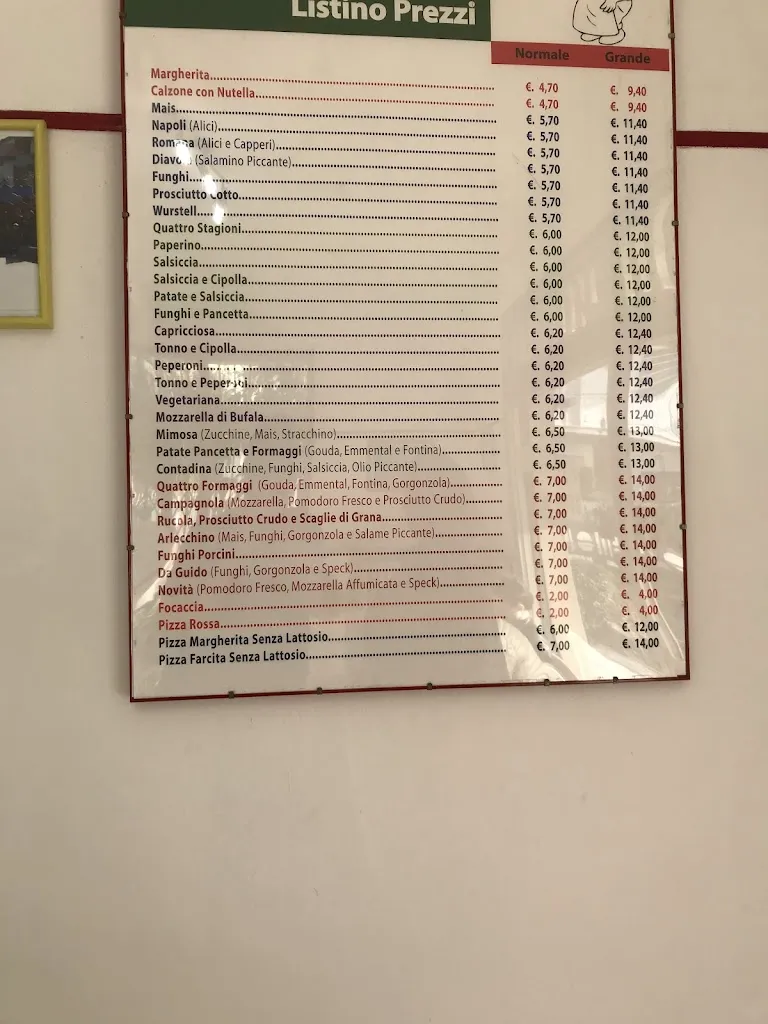 Listino Prezzi
Normale Grande
Margherita €. 4,70 €. 9,40
Calzone con Nutella €. 4,70 €. 9,40
Mais €. 5,70 €. 11,40
Napoli (Alici) €. 5,70 €. 11,40
Romana (Alici e Capperi) €. 5,70 €. 11,40
Diavola (Salamino Piccante) €. 5,70 €. 11,40
Funghi €. 5,70 €. 11,40
Prosciutto Cotto €. 5,70 €. 11,40
Wurstell €. 5,70 €. 11,40
Quattro Stagioni €. 6,00 €. 12,00
Paperino €. 6,00 €. 12,00
Salsiccia €. 6,00 €. 12,00
Salsiccia e Cipolla €. 6,00 €. 12,00
Patate e Salsiccia €. 6,00 €. 12,00
Funghi e Pancetta €. 6,00 €. 12,00
Capricciosa €. 6,20 €. 12,40
Tonno e Cipolla €. 6,20 €. 12,40
Peperoni €. 6,20 €. 12,40
Tonno e Peperoni €. 6,20 €. 12,40
Vegetariana €. 6,20 €. 12,40
Mozzarella di Bufala €. 6,20 €. 12,40
Mimosa (Zucchine, Mais, Stracchino) €. 6,50 €. 13,00
Patate Pancetta e Formaggi (Gouda, Emmental e Fontina) €. 6,50 €. 13,00
Contadina (Zucchine, Funghi, Salsiccia, Olio Piccante) €. 6,50 €. 13,00
Quattro Formaggi (Gouda, Emmental, Fontina, Gorgonzola) €. 7,00 €. 14,00
Campagnola (Mozzarella, Pomodoro Fresco e Prosciutto Crudo) €. 7,00 €. 14,00
Rucola, Prosciutto Crudo e Scaglie di Grana €. 7,00 €. 14,00
Arlecchino (Mais, Funghi, Gorgonzola e Salame Piccante) €. 7,00 €. 14,00
Funghi Porcini €. 7,00 €. 14,00
Da Guido (Funghi, Gorgonzola e Speck) €. 7,00 €. 14,00
Novità (Pomodoro Fresco, Mozzarella Affumicata e Speck) €. 7,00 €. 14,00
Focaccia €. 2,00 €. 4,00
Pizza Rossa €. 2,00 €. 4,00
Pizza Margherita Senza Lattosio €. 6,00 €. 12,00
Pizza Farcita Senza Lattosio €. 7,00 €. 14,00